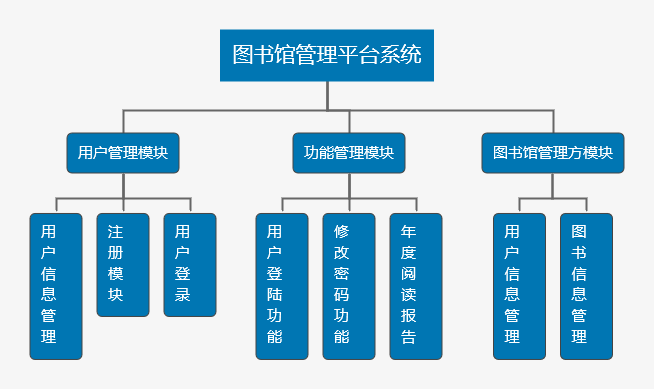 图书馆管理平台系统
用户管理模块
功能管理模块
图书馆管理方模块
用户信息管理
注册模块
用户登录
用户登陆功能
修改密码功能
年度阅读报告
用户信息管理
图书信息管理